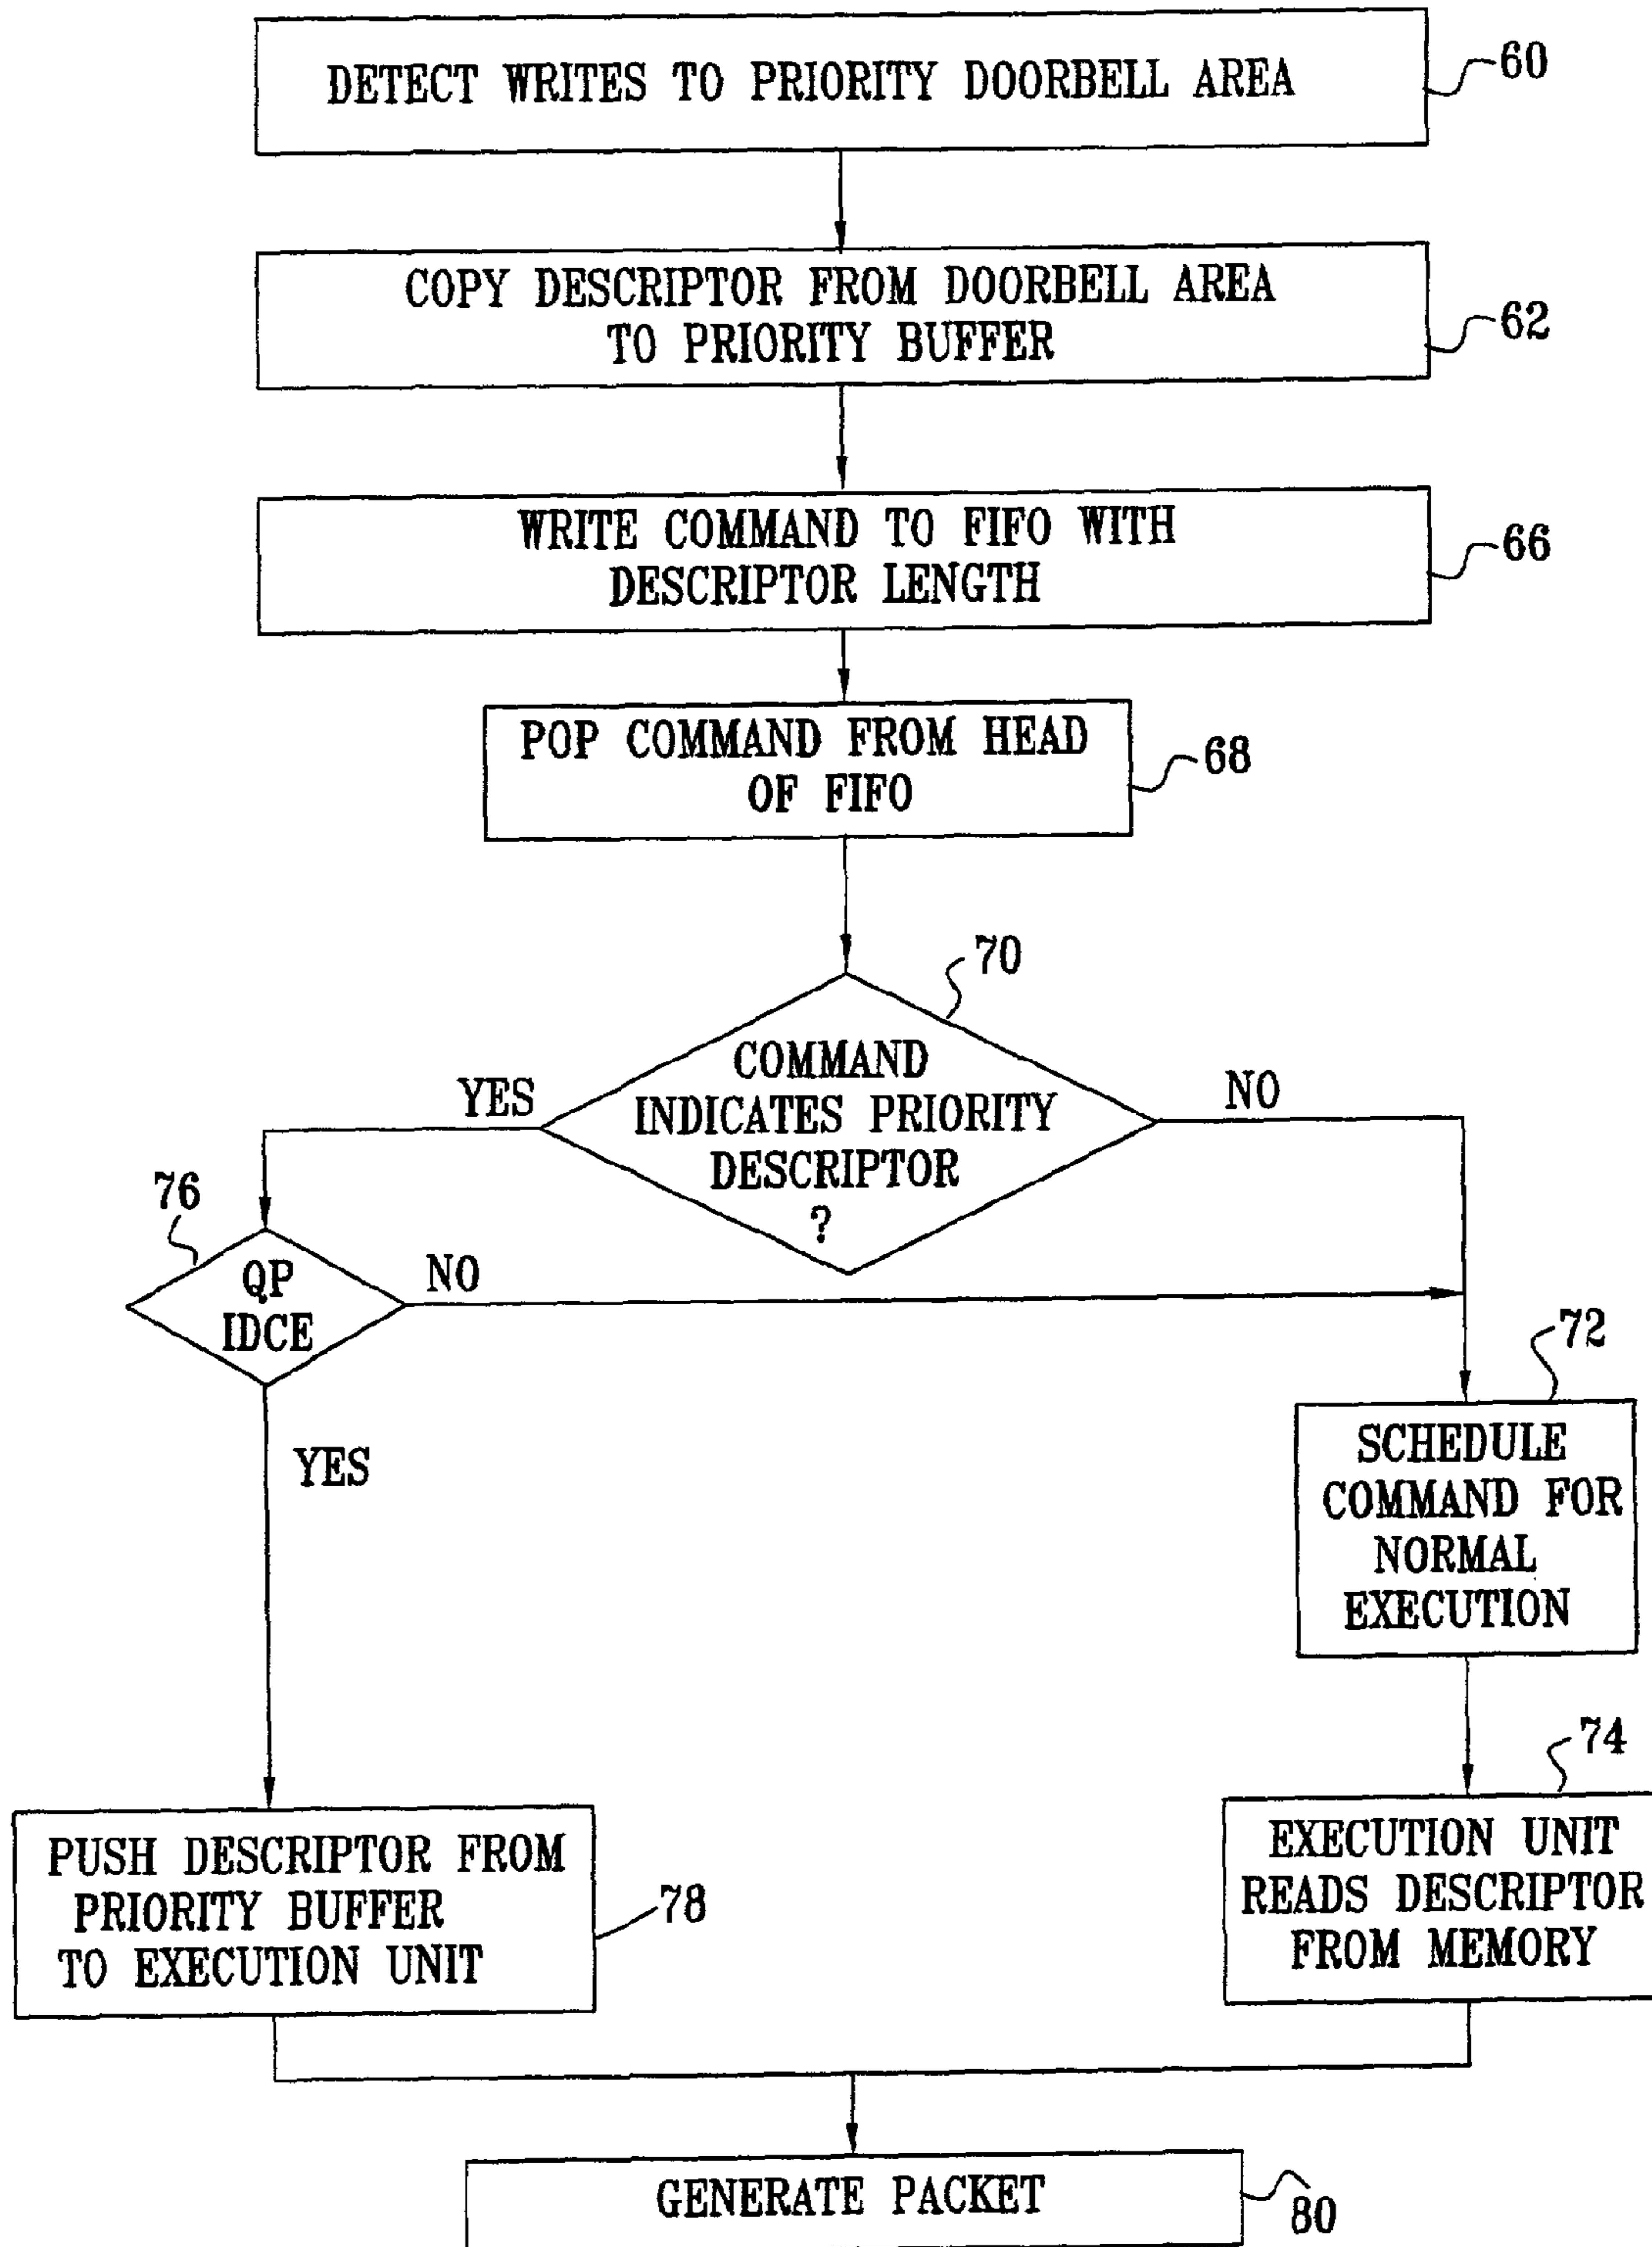 DETECT WRITES TO PRIORITY DOORBELL AREA
60
COPY DESCRIPTOR FROM DOORBELL AREA
TO PRIORITY BUFFER
62
WRITE COMMAND TO FIFO WITH
DESCRIPTOR LENGTH
66
POP COMMAND FROM HEAD
OF FIFO
68
70
COMMAND
INDICATES PRIORITY
DESCRIPTOR
?
YES
NO
76
QP
IDCE
NO
YES
72
SCHEDULE
COMMAND FOR
NORMAL
EXECUTION
74
EXECUTION UNIT
READS DESCRIPTOR
FROM MEMORY
PUSH DESCRIPTOR FROM
PRIORITY BUFFER
TO EXECUTION UNIT
78
GENERATE PACKET
80